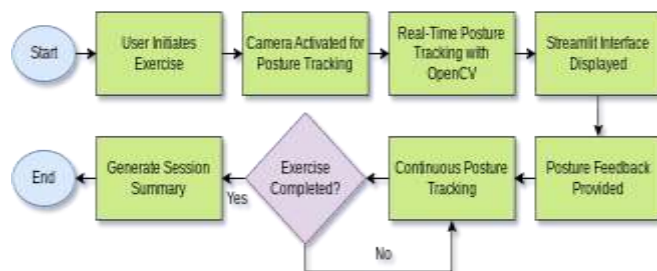 Start
User Initiates
Exercise
Camera Activated for
Posture Tracking
Real-Time Posture
Tracking with
OpenCV
Streamlit Interface
Displayed
End
Generate Session
Summary
Yes
Exercise
Completed?
Continuous Posture
Tracking
Posture Feedback
Provided
No